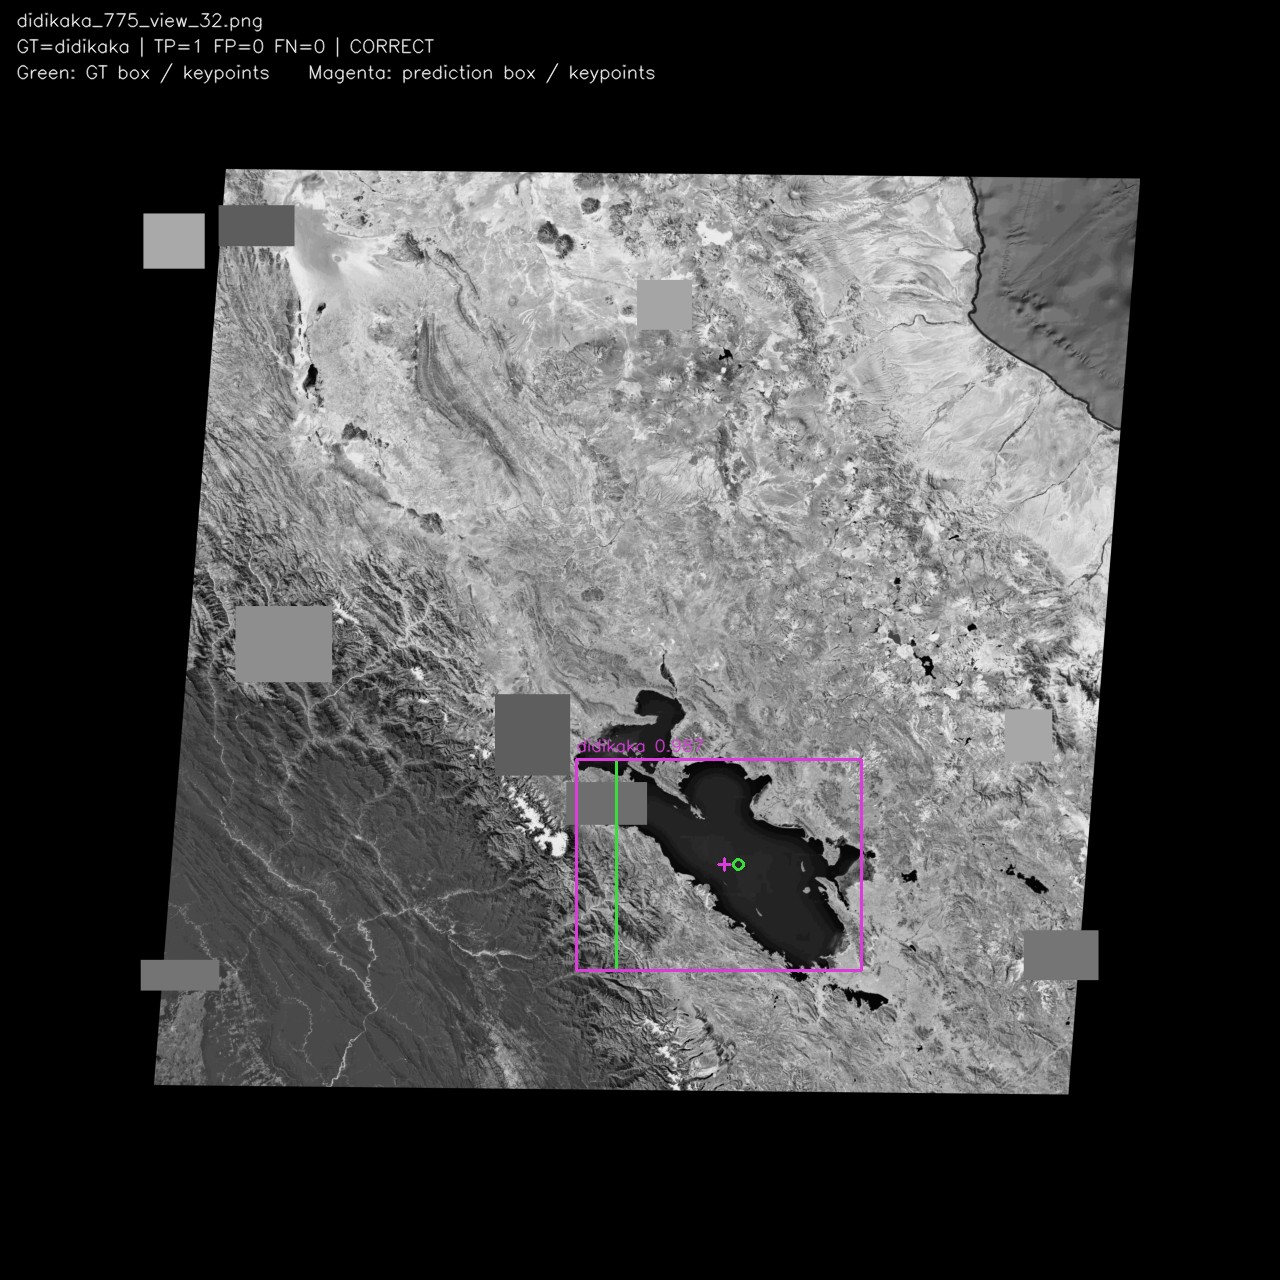 didikaka_775_view_32.png
GT=didikaka | TP=1 FP=0 FN=0 | CORRECT
Green: GT box / keypoints    Magenta: prediction box / keypoints
didikaka